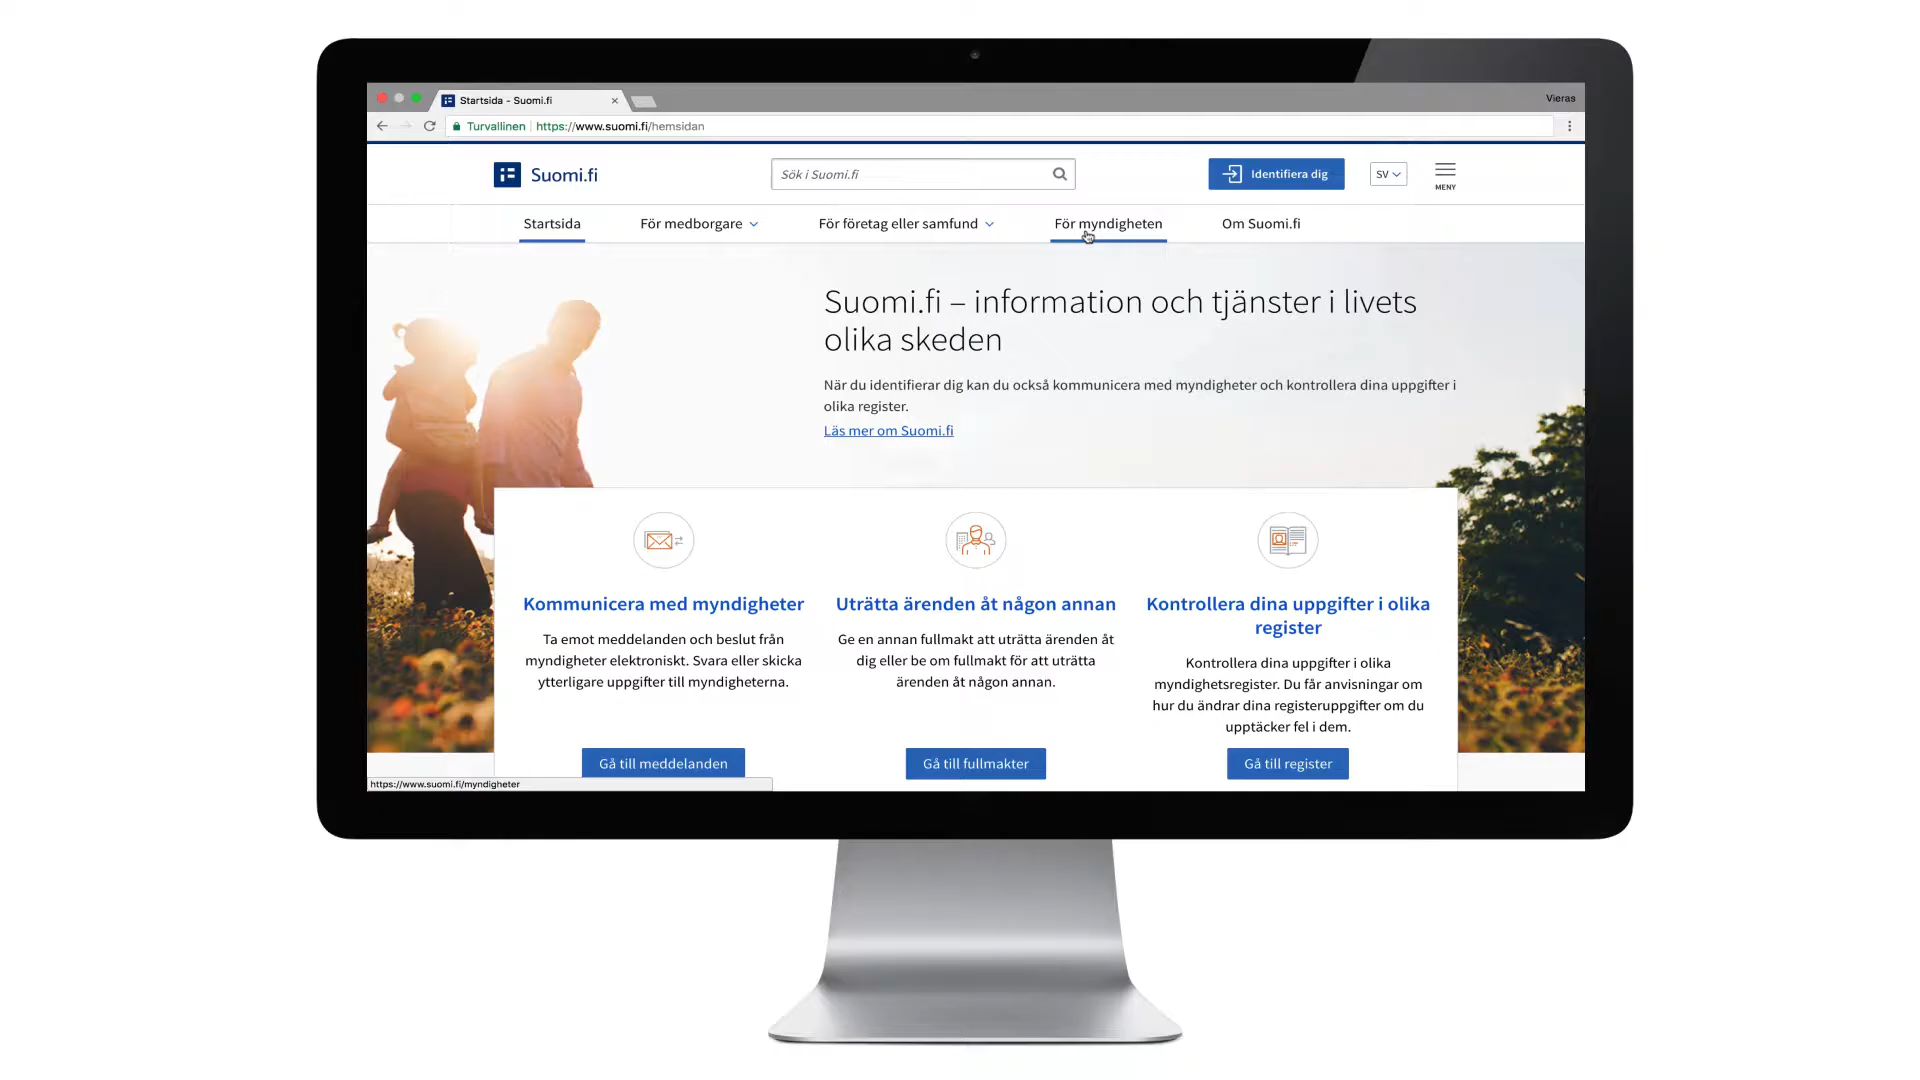 Startsida - Suomi.fi
Vieras
Turvallinen | https://www.suomi.fi/hemsidan
Suomi.fi
Sök i Suomi.fi
Identifiera dig
SV
MENY
Startsida
För medborgare
För företag eller samfund
För myndigheten
Om Suomi.fi
Suomi.fi – information och tjänster i livets
olika skeden
När du identifierar dig kan du också kommunicera med myndigheter och kontrollera dina uppgifter i
olika register.
Läs mer om Suomi.fi
Kommunicera med myndigheter
Ta emot meddelanden och beslut från
myndigheter elektroniskt. Svara eller skicka
ytterligare uppgifter till myndigheterna.
Gå till meddelanden
Uträtta ärenden åt någon annan
Ge en annan fullmakt att uträtta ärenden åt
dig eller be om fullmakt för att uträtta
ärenden åt någon annan.
Gå till fullmakter
Kontrollera dina uppgifter i olika
register
Kontrollera dina uppgifter i olika
myndighetsregister. Du får anvisningar om
hur du ändrar dina registeruppgifter om du
upptäcker fel i dem.
Gå till register
https://www.suomi.fi/myndigheter